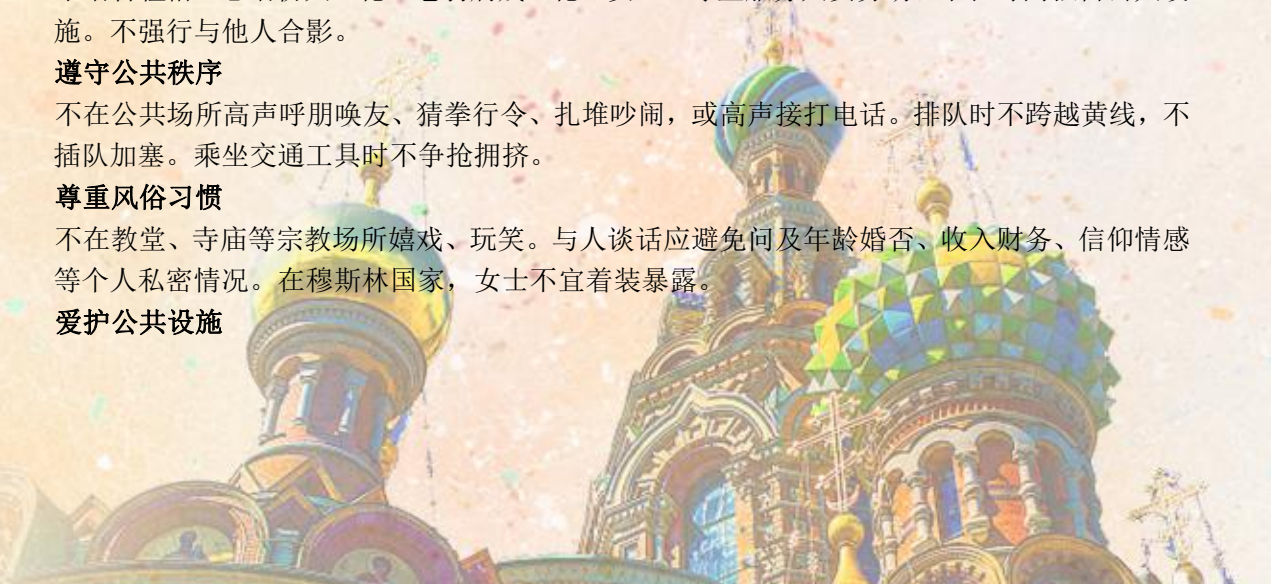 施。不强行与他人合影。
遵守公共秩序
不在公共场所高声呼朋唤友、猜拳行令、扎堆吵闹，或高声接打电话。排队时不跨越黄线，不
插队加塞。乘坐交通工具时不争抢拥挤。
尊重风俗习惯
不在教堂、寺庙等宗教场所嬉戏、玩笑。与人谈话应避免问及年龄婚否、收入财务、信仰情感
等个人私密情况。在穆斯林国家，女士不宜着装暴露。
爱护公共设施